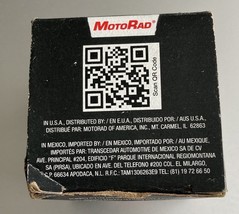 MOTORAD®
Scan QR Code
IN U.S.A., DISTRIBUTED BY: / EN E.U.A., DISTRIBUIDO POR: / AUS U.S.A.,
DISTRIBUÉ PAR: MOTORAD OF AMERICA, INC., MT. CARMEL, IL 62863
IN MEXICO, IMPORTED BY: / EN MEXICO, IMPORTADO POR: / AU MEXIQUE,
IMPORTÉE PAR: TRANSCEDAR AUTOMOTIVE DE MEXICO SA DE CV
AVE. PRINCIPAL #204, EDIFICIO "F" PARQUE INTERNACIONAL REGIOMONTANA
SA (PIRSA), UBICADO EN AVE. DEL TELEFONO #200 COL. EL MILAGRO,
C.P. 66634 APODACA, N.L. R.F.C. TAM1306263E9 TEL: (81) 19 72 66 50